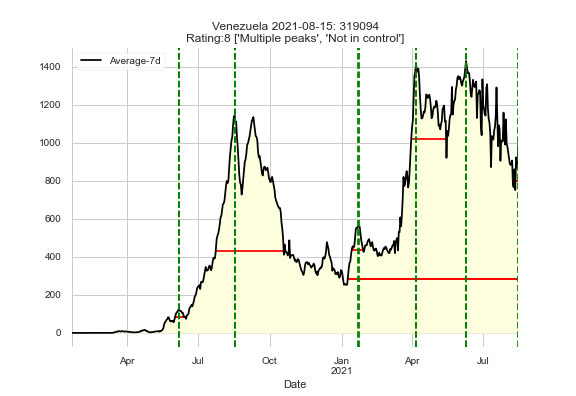 Venezuela 2021-08-15: 319094
Rating:8 ['Multiple peaks', 'Not in control']
Average-7d
1400
1200
1000
800
600
400
200
0
Apr Jul Oct Jan Apr Jul
2021
Date